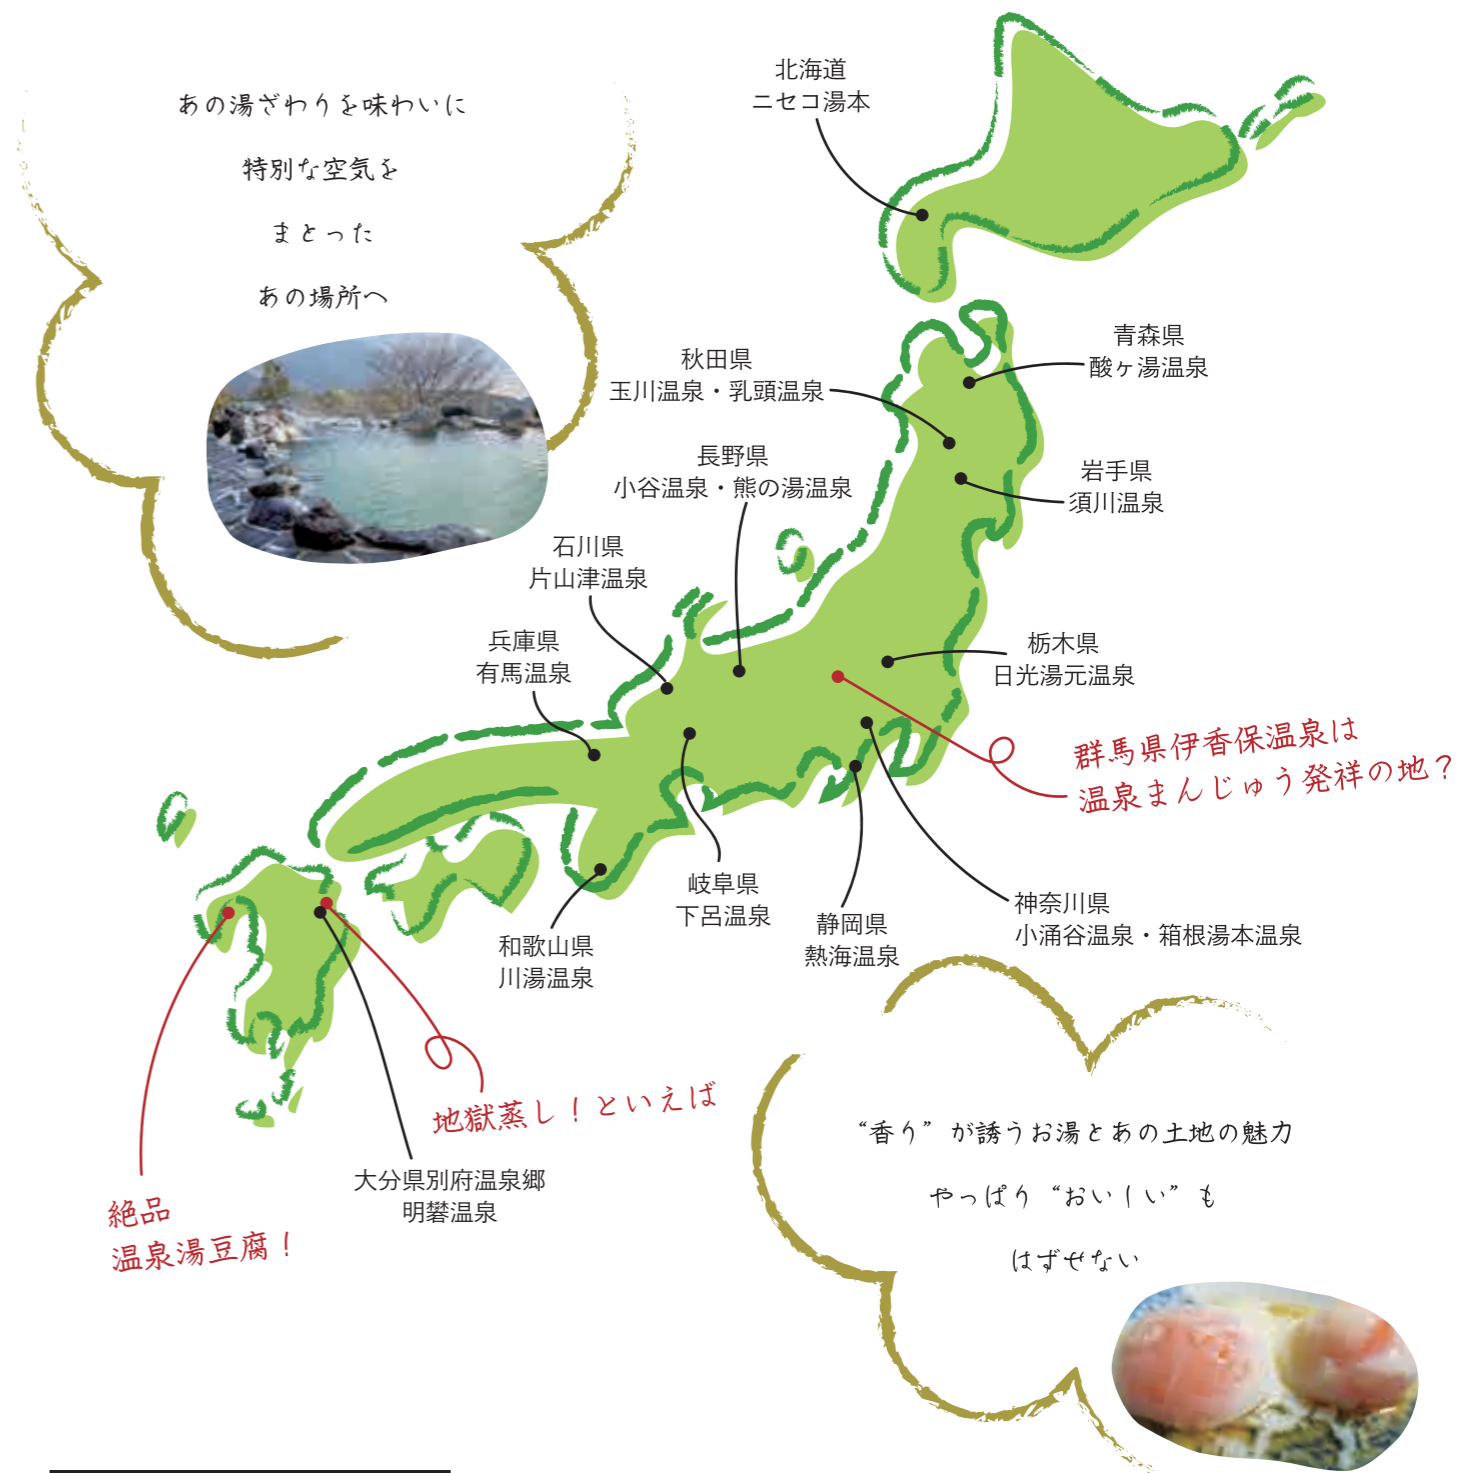 あの湯ざわりを味わいに
特別な空気を
まとった
あの場所へ
北海道
ニセコ湯本
青森県
酸ヶ湯温泉
秋田県
玉川温泉・乳頭温泉
長野県
小谷温泉・熊の湯温泉
岩手県
須川温泉
石川県
片山津温泉
兵庫県
有馬温泉
栃木県
日光湯元温泉
群馬県伊香保温泉は
温泉まんじゅう発祥の地？
岐阜県
下呂温泉
静岡県
熱海温泉
神奈川県
小涌谷温泉・箱根湯本温泉
和歌山県
川湯温泉
地獄蒸し！といえば
大分県別府温泉郷
明礬温泉
絶品
温泉湯豆腐！
“香り”が誘うお湯とあの土地の魅力
やっぱり“おいしい”も
はずせない